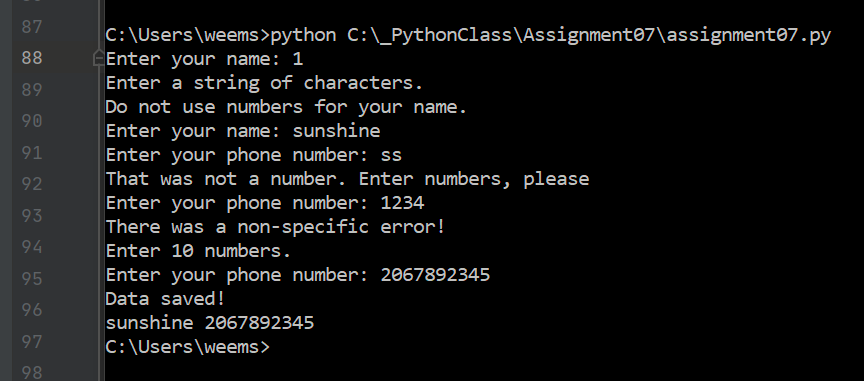 87
C:\Users\weems>python C:\_PythonClass\Assignment07\assignment07.py
88
Enter your name: 1
89
Enter a string of characters.
90
Do not use numbers for your name.
Enter your name: sunshine
91
Enter your phone number: ss
92
That was not a number. Enter numbers, please
93
Enter your phone number: 1234
There was a non-specific error!
94
Enter 10 numbers.
95
Enter your phone number: 2067892345
96
Data saved!
sunshine 2067892345
97
C:\Users\weems>
98